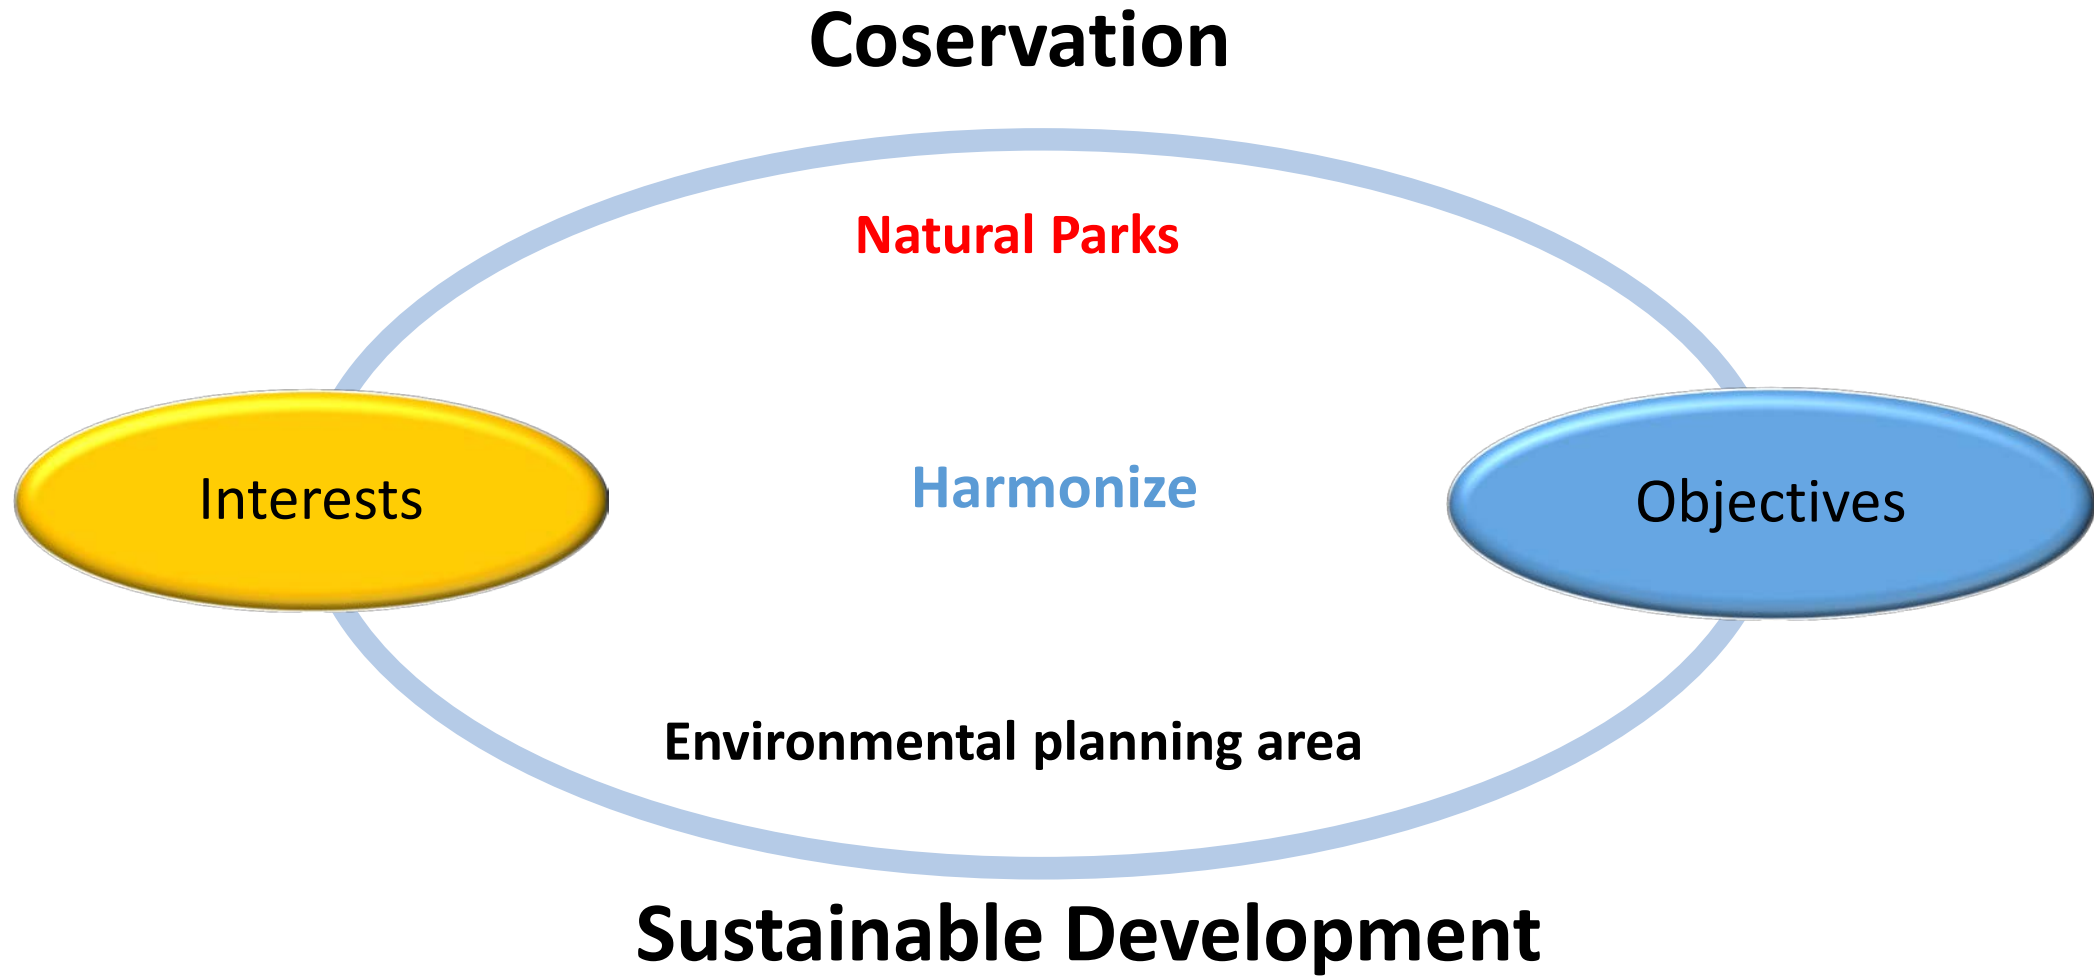 Coservation
Natural Parks
Interests
Harmonize
Objectives
Environmental planning area
Sustainable Development